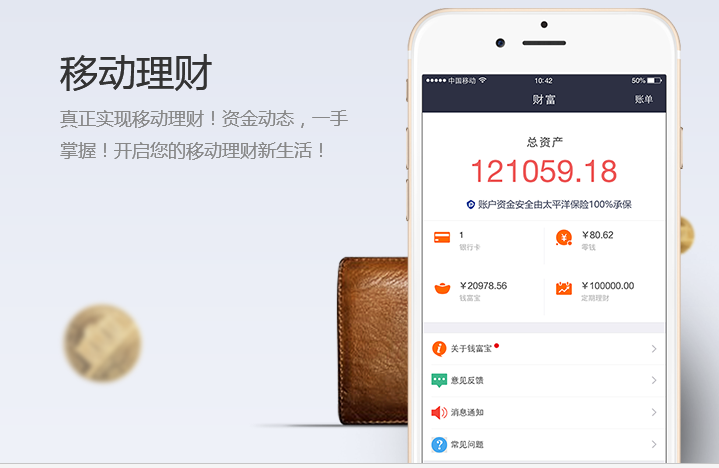 移动理财
真正实现移动理财！资金动态，一手
掌握！开启您的移动理财新生活！
中国移动 10:42 50%
财富 账单
总资产
121059.18
账户资金安全由太平洋保险100%承保
1
银行卡
￥80.62
零钱
￥20978.56
钱富宝
￥100000.00
定期理财
关于钱富宝
意见反馈
消息通知
常见问题